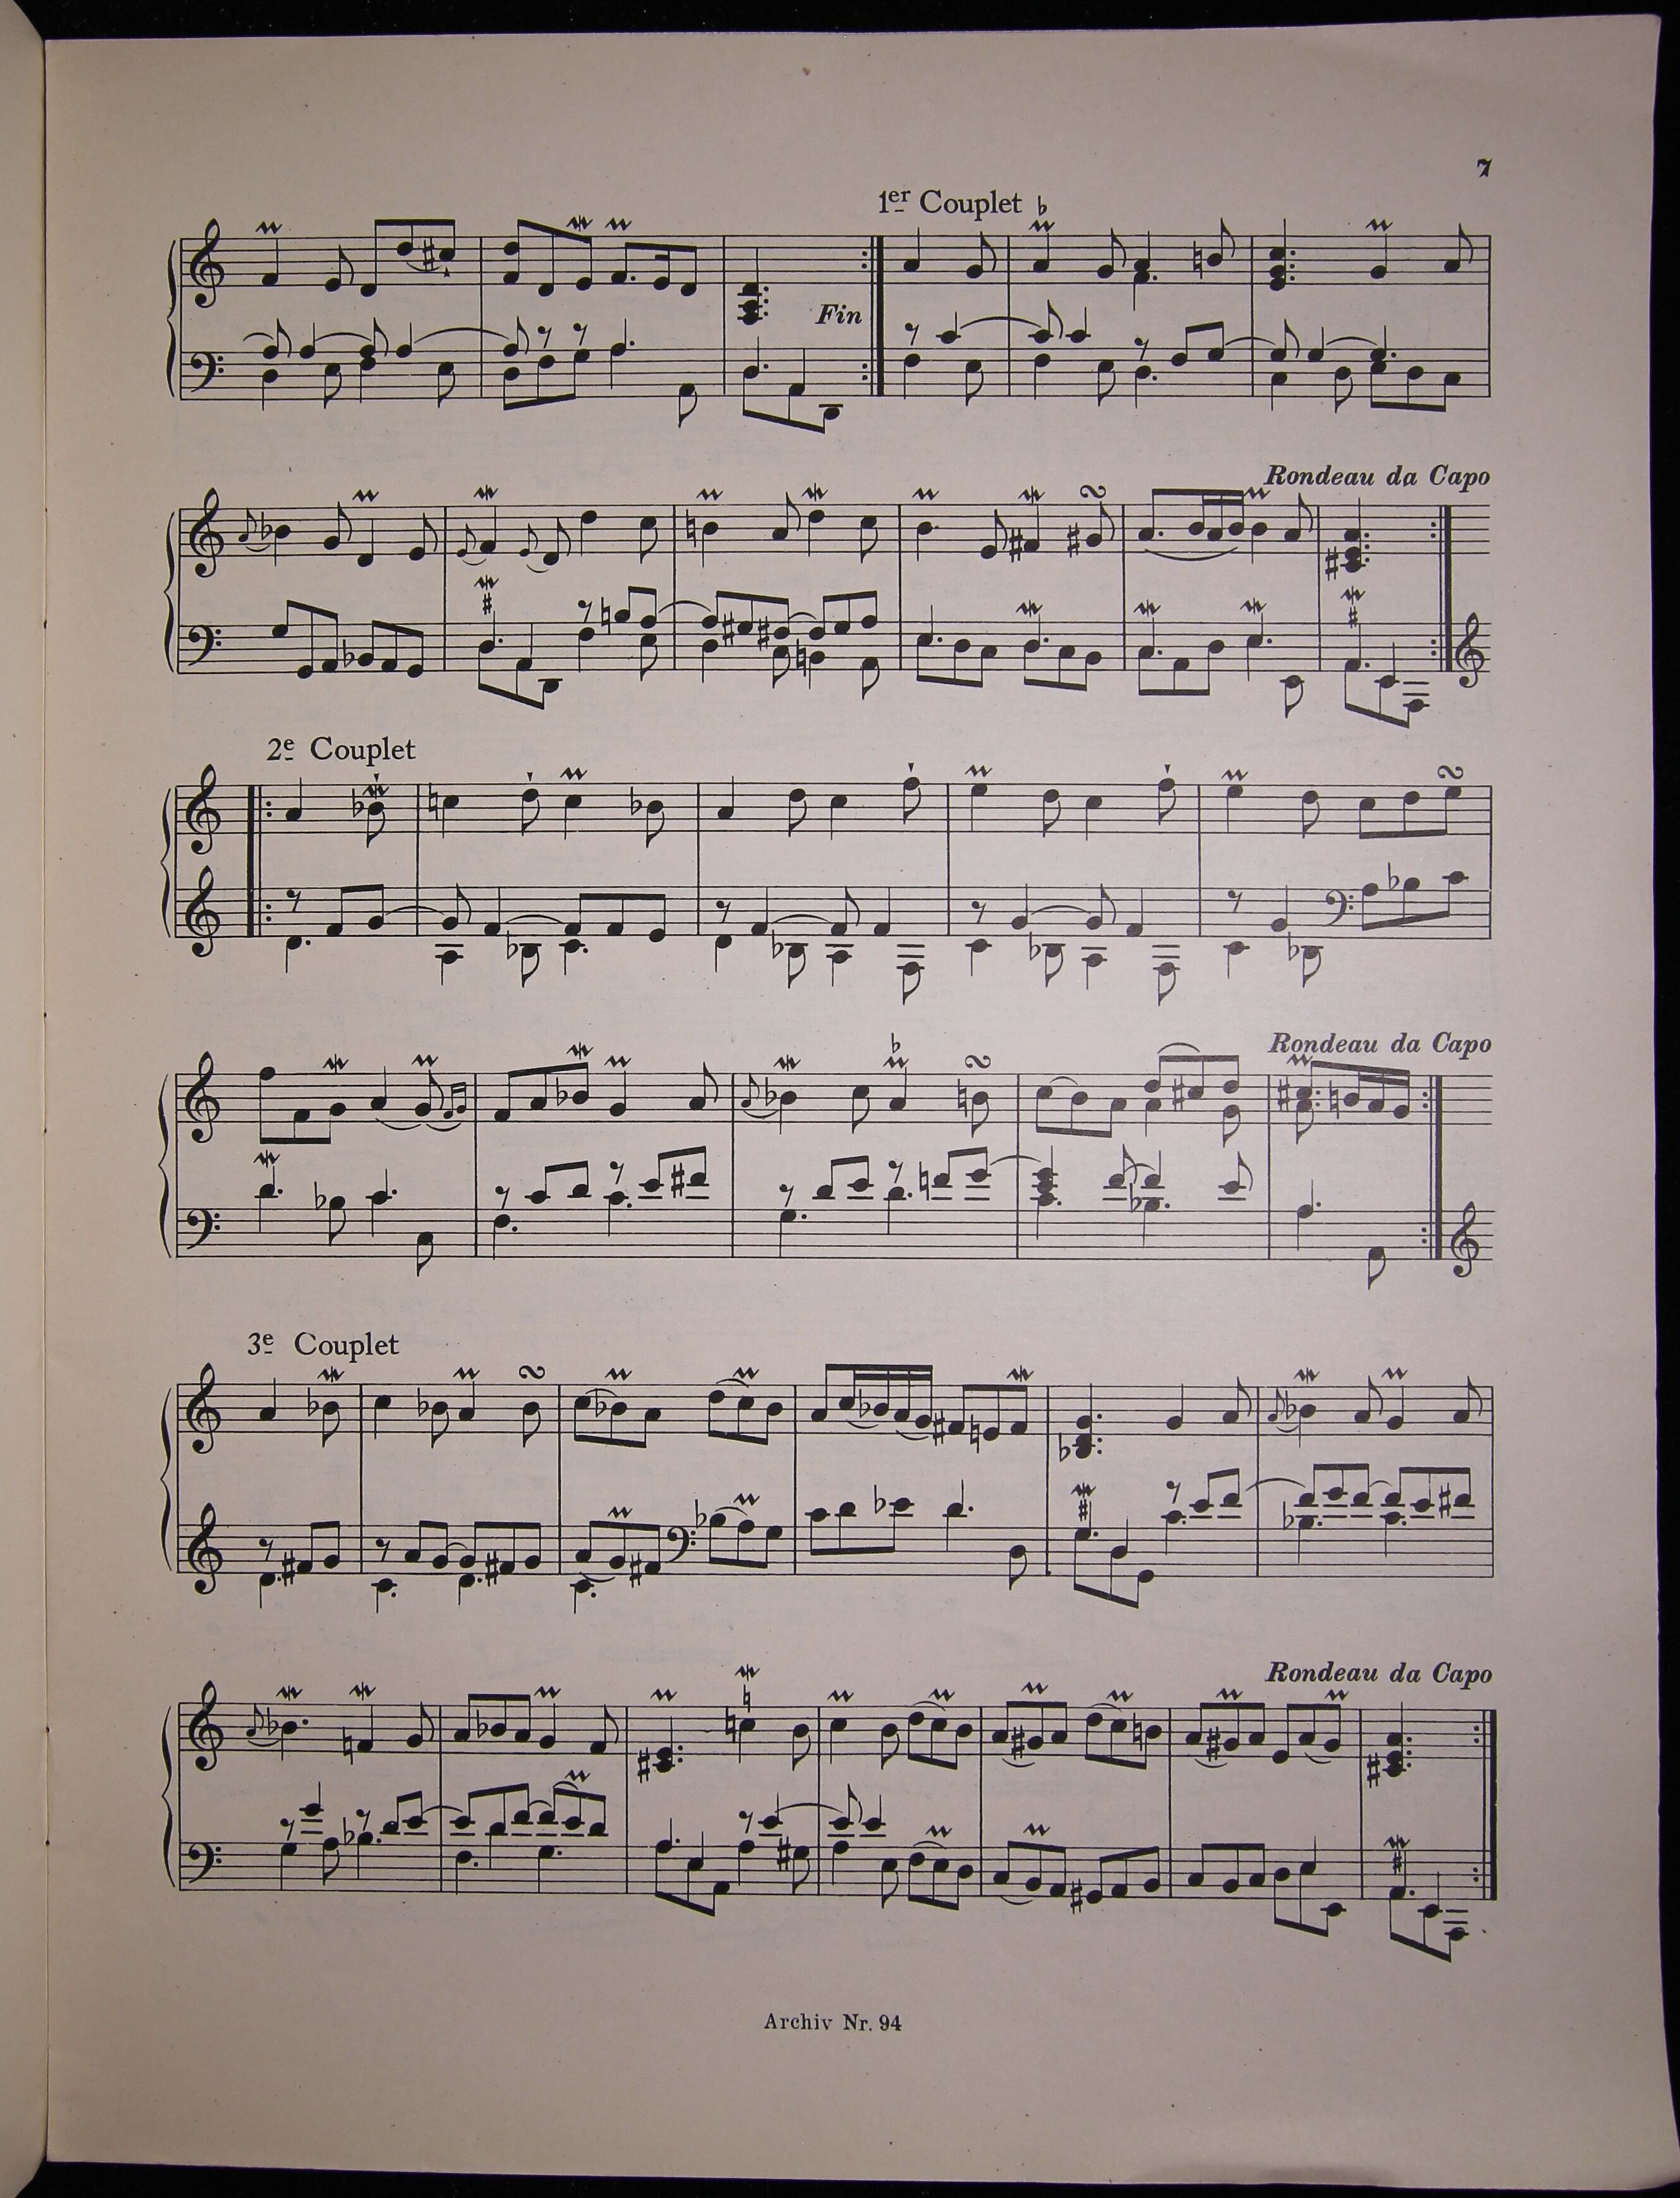 7
1er Couplet
Fin
Rondeau da Capo
2e Couplet
Rondeau da Capo
3e Couplet
Rondeau da Capo
Archiv Nr. 94